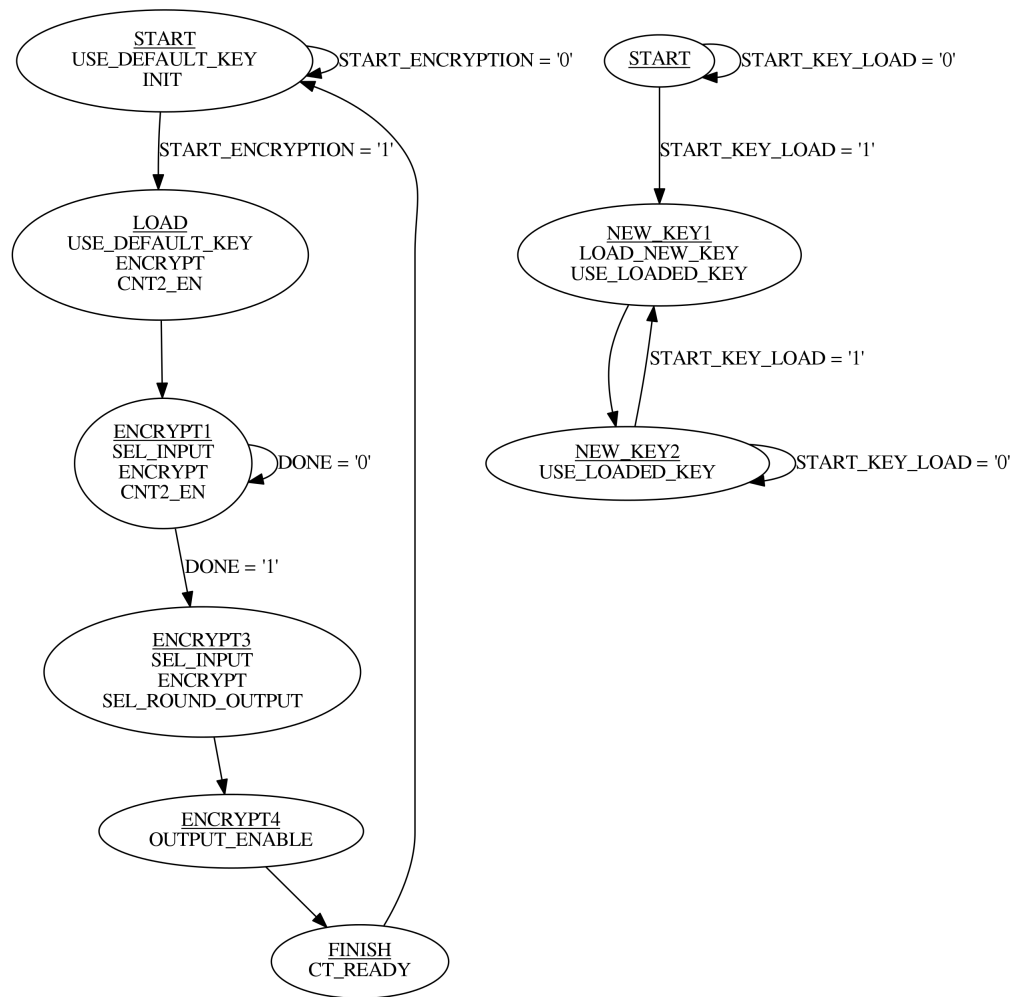 START
USE_DEFAULT_KEY
INIT
START_ENCRYPTION = '0'
START_ENCRYPTION = '1'
LOAD
USE_DEFAULT_KEY
ENCRYPT
CNT2_EN
ENCRYPT1
SEL_INPUT
ENCRYPT
CNT2_EN
DONE = '0'
DONE = '1'
ENCRYPT3
SEL_INPUT
ENCRYPT
SEL_ROUND_OUTPUT
ENCRYPT4
OUTPUT_ENABLE
FINISH
CT_READY
START
START_KEY_LOAD = '0'
START_KEY_LOAD = '1'
NEW_KEY1
LOAD_NEW_KEY
USE_LOADED_KEY
START_KEY_LOAD = '1'
NEW_KEY2
USE_LOADED_KEY
START_KEY_LOAD = '0'